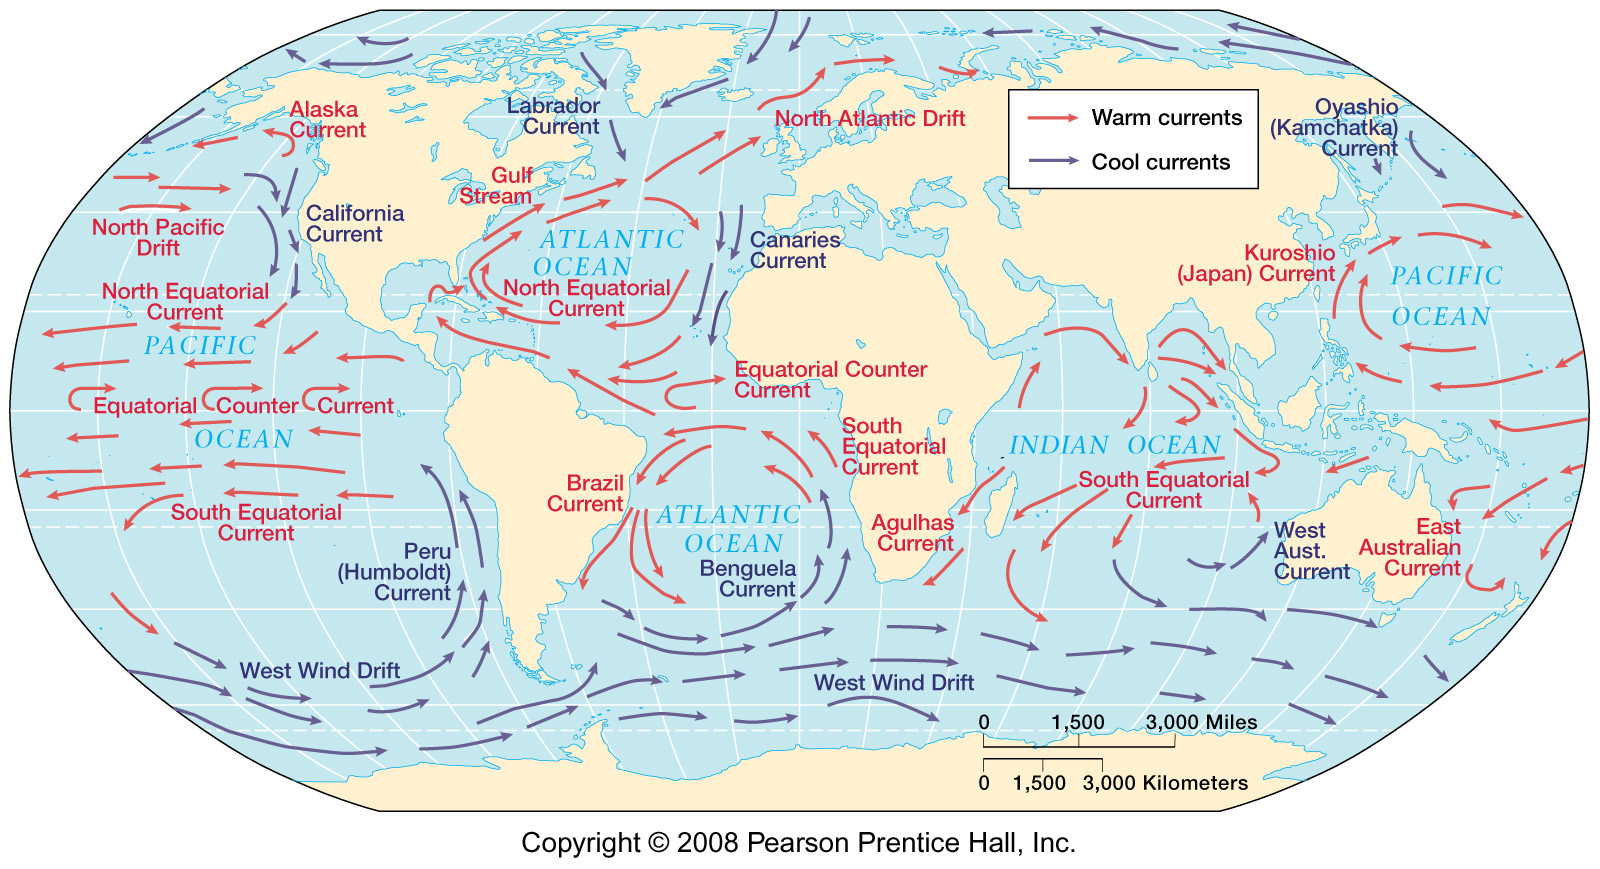 Alaska
Current
Labrador
Current
North Atlantic Drift
Warm currents
Cool currents
Oyashio
(Kamchatka)
Current
Gulf
Stream
North Pacific
Drift
California
Current
ATLANTIC
OCEAN
Canaries
Current
Kuroshio
(Japan) Current
PACIFIC
OCEAN
North Equatorial
Current
North Equatorial
Current
PACIFIC
Equatorial Counter Current
OCEAN
Equatorial Counter
Current
South
Equatorial
Current
INDIAN OCEAN
South Equatorial
Current
Brazil
Current
South Equatorial
Current
ATLANTIC
OCEAN
Agulhas
Current
West
Aust.
Current
East
Australian
Current
Peru
(Humboldt)
Current
Benguela
Current
West Wind Drift
West Wind Drift
0 1,500 3,000 Miles
0 1,500 3,000 Kilometers
Copyright © 2008 Pearson Prentice Hall, Inc.